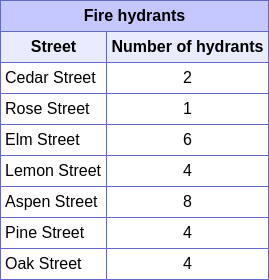 Fire hydrants
Street Number of hydrants
Cedar Street 2
Rose Street 1
Elm Street 6
Lemon Street 4
Aspen Street 8
Pine Street 4
Oak Street 4